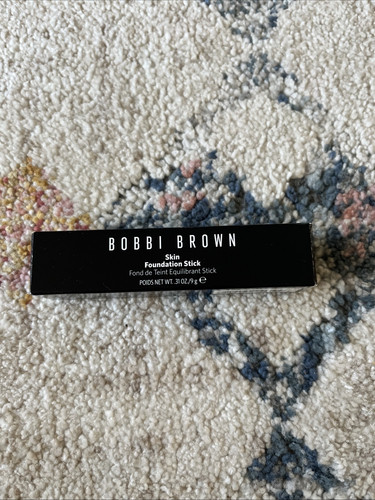 BOBBI BROWN
Skin
Foundation Stick
Fond de Teint Equilibrant Stick
POIDS NET WT. .31 OZ./9 g ℮